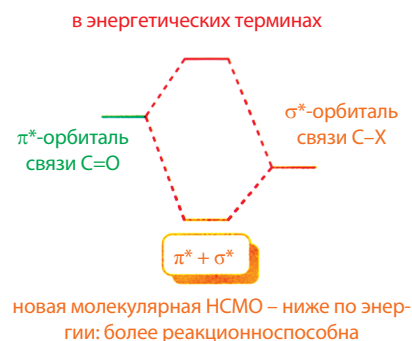 в энергетических терминах
π*-орбиталь
связи C=O
σ*-орбиталь
связи C–X
π* + σ*
новая молекулярная НСМО – ниже по энер-
гии: более реакционноспособна